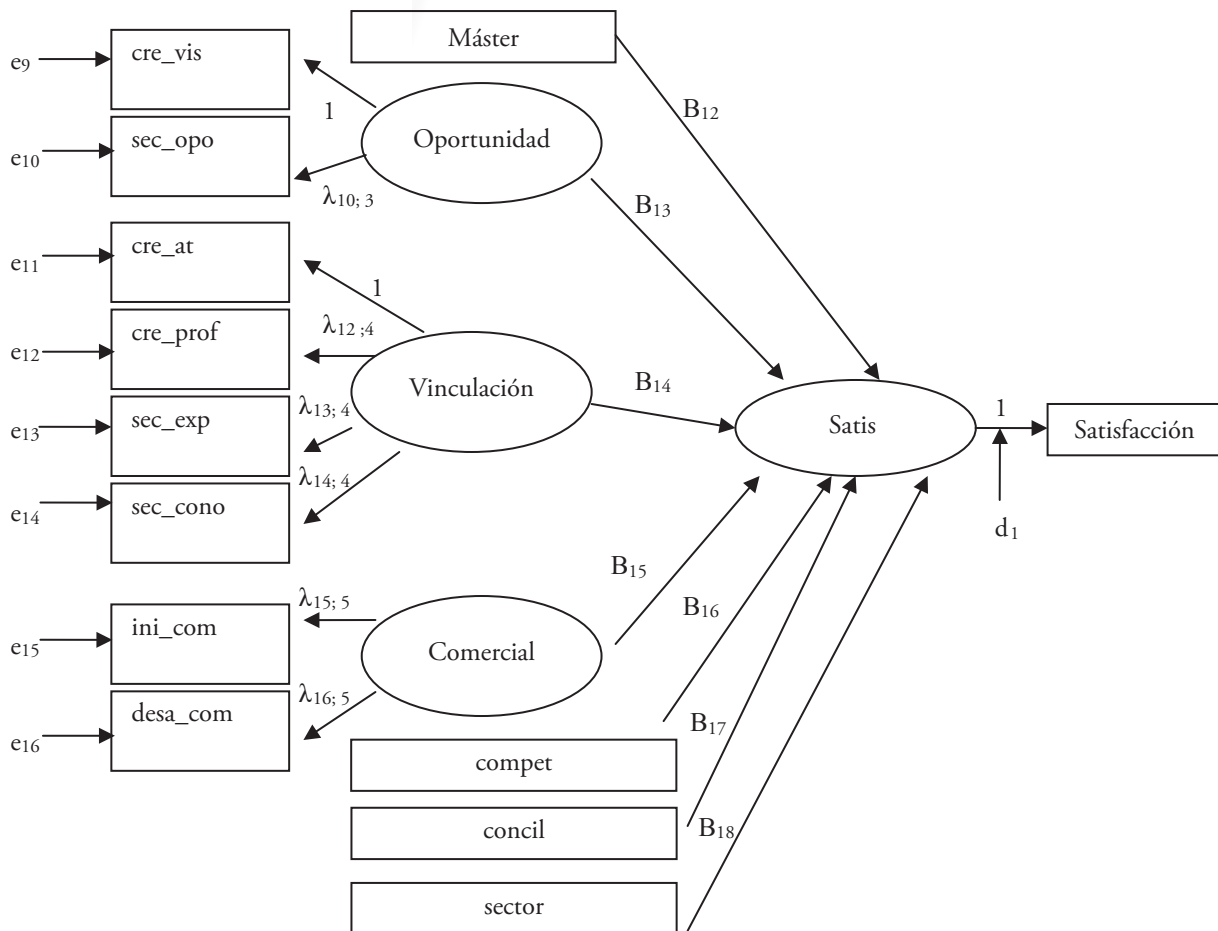 Máster
e9
cre_vis
1
Oportunidad
B12
e10
sec_opo
λ10; 3
B13
e11
cre_at
1
e12
cre_prof
λ12 ;4
Vinculación
B14
e13
sec_exp
λ13; 4
Satis
1
Satisfacción
e14
sec_cono
λ14; 4
d1
B15
e15
ini_com
λ15; 5
Comercial
B16
e16
desa_com
λ16; 5
B17
compet
concil
B18
sector